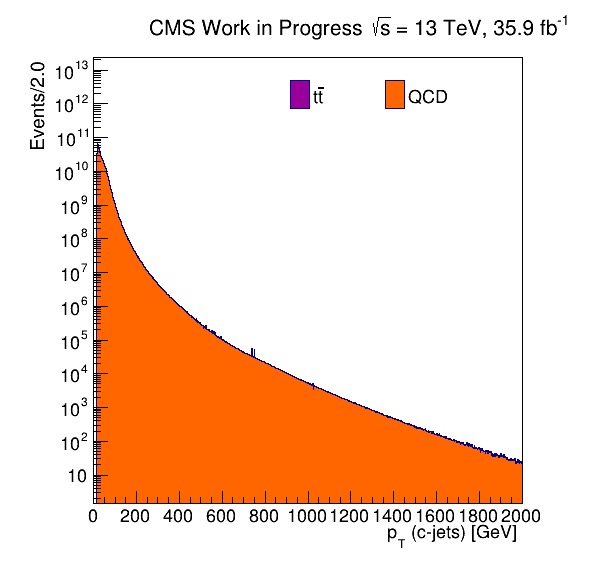 CMS Work in Progress √s = 13 TeV, 35.9 fb⁻¹
Events/2.0
tt̄
QCD
10¹³
10¹²
10¹¹
10¹⁰
10⁹
10⁸
10⁷
10⁶
10⁵
10⁴
10³
10²
10
0 200 400 600 800 1000 1200 1400 1600 1800 2000
p_T (c-jets) [GeV]